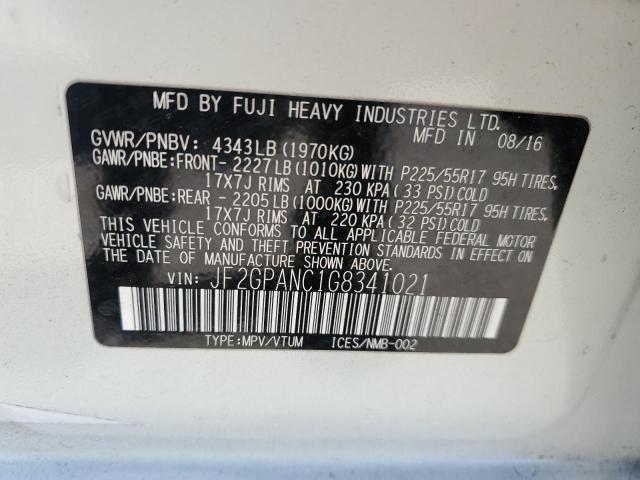 MFD BY FUJI HEAVY INDUSTRIES LTD.
MFD IN 08/16
GVWR/PNBV: 4343LB(1970KG)
GAWR/PNBE:FRONT-2227LB(1010KG)WITH P225/55R17 95H TIRES,
17X7J RIMS AT 230 KPA(33 PSI)COLD
GAWR/PNBE:REAR -2205LB(1000KG)WITH P225/55R17 95H TIRES,
17X7J RIMS AT 220 KPA(32 PSI)COLD
THIS VEHICLE CONFORMS TO ALL APPLICABLE FEDERAL MOTOR
VEHICLE SAFETY AND THEFT PREVENTION STANDARDS IN EFFECT ON
THE DATE OF MANUFACTURE SHOWN ABOVE.
VIN: JF2GPANC1G8341021
TYPE:MPV/VTUM ICES/NMB-002